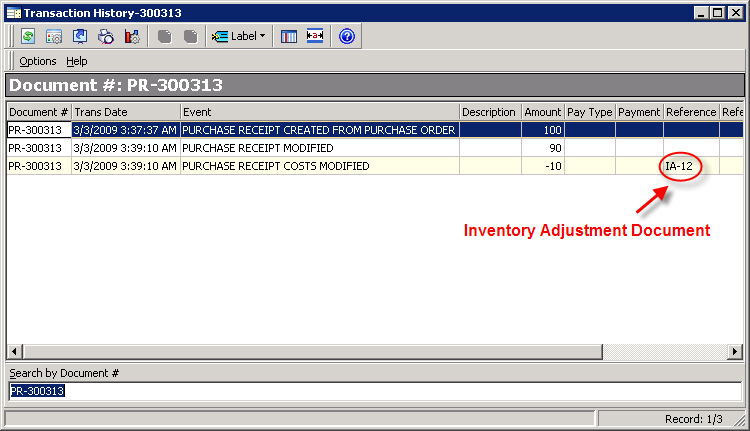 Transaction History-300313
Label
Options Help
Document #: PR-300313
Document # Trans Date Event Description Amount Pay Type Payment Reference Refe
PR-300313 3/3/2009 3:37:37 AM PURCHASE RECEIPT CREATED FROM PURCHASE ORDER 100
PR-300313 3/3/2009 3:39:10 AM PURCHASE RECEIPT MODIFIED 90
PR-300313 3/3/2009 3:39:10 AM PURCHASE RECEIPT COSTS MODIFIED -10 IA-12
Inventory Adjustment Document
Search by Document #
PR-300313
Record: 1/3